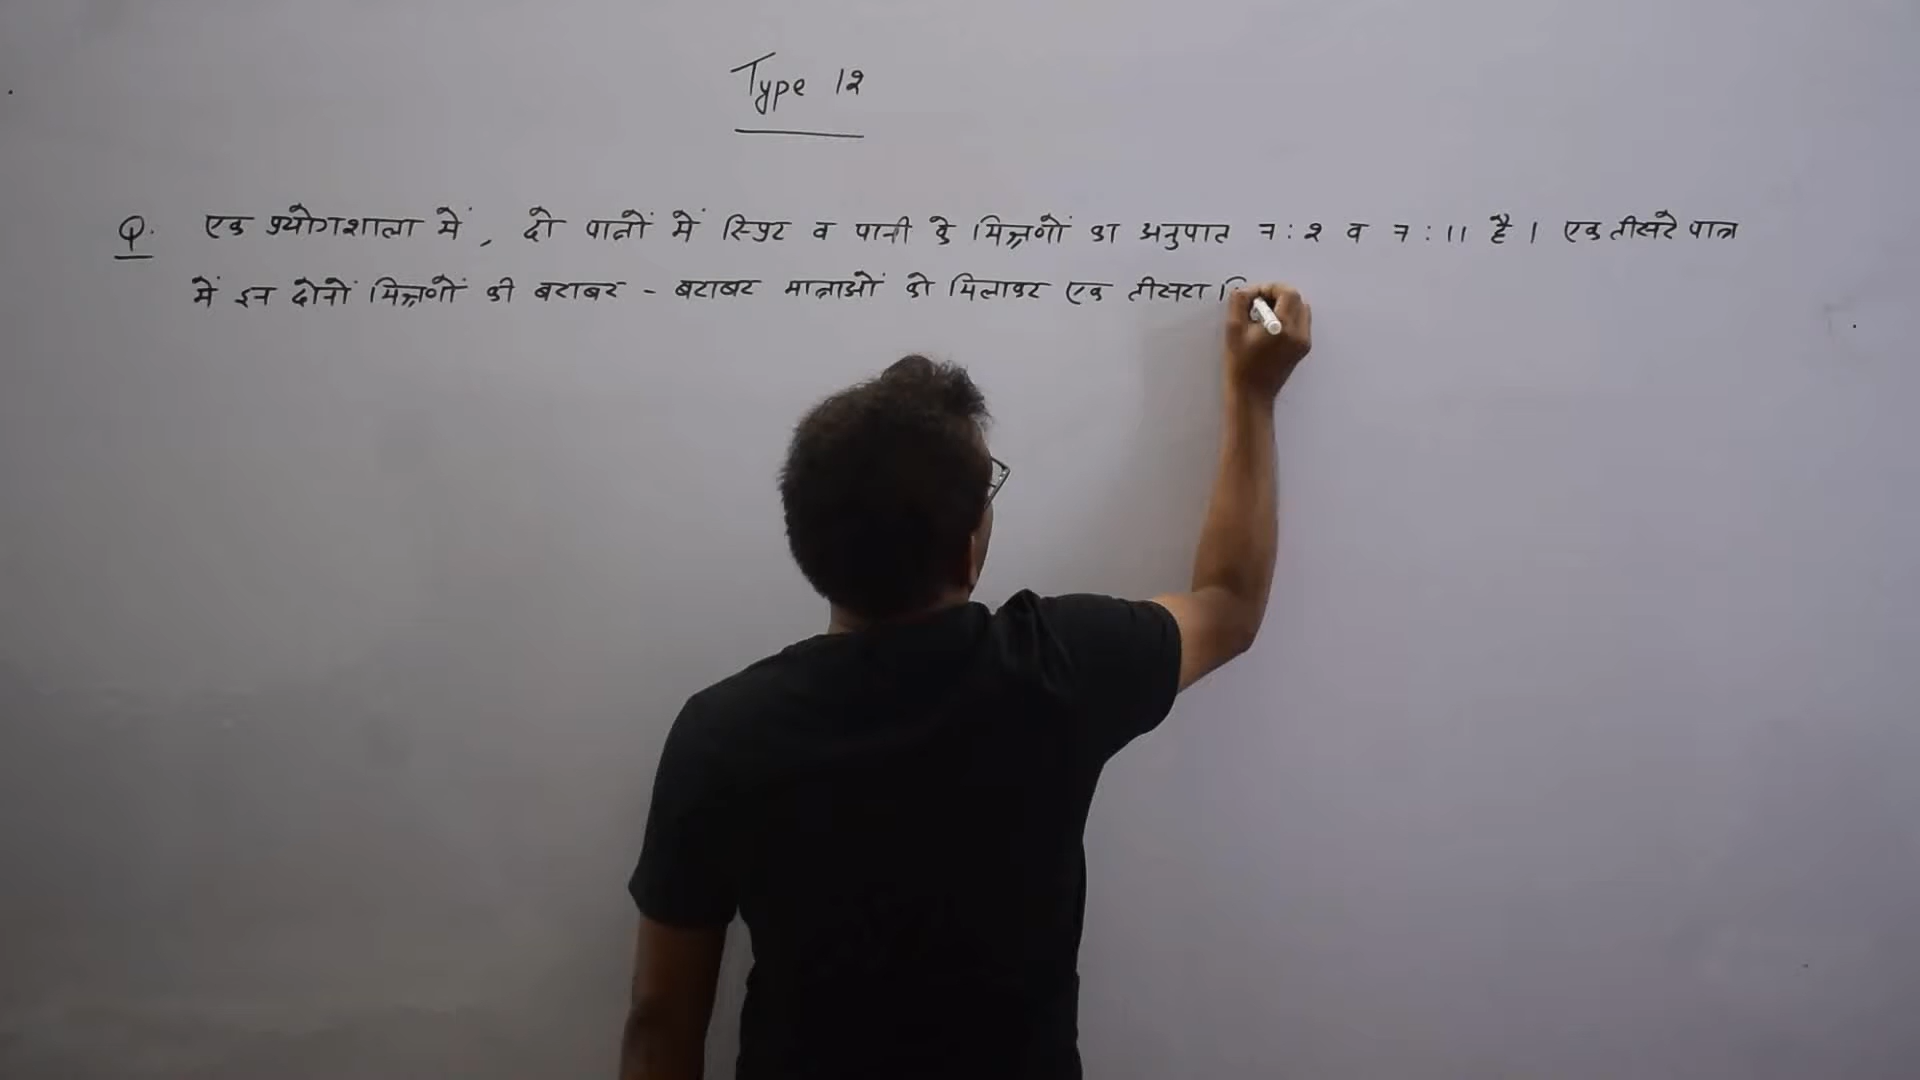 Type 12
Q. एक प्रयोगशाला में, दो पात्रों में स्प्रिट व पानी के मिश्रणों का अनुपात 7 : 2 व 7 : 11 है। एक तीसरे पात्र
में इन दोनों मिश्रणों की बराबर - बराबर मात्राओं को मिलाकर एक तीसरा